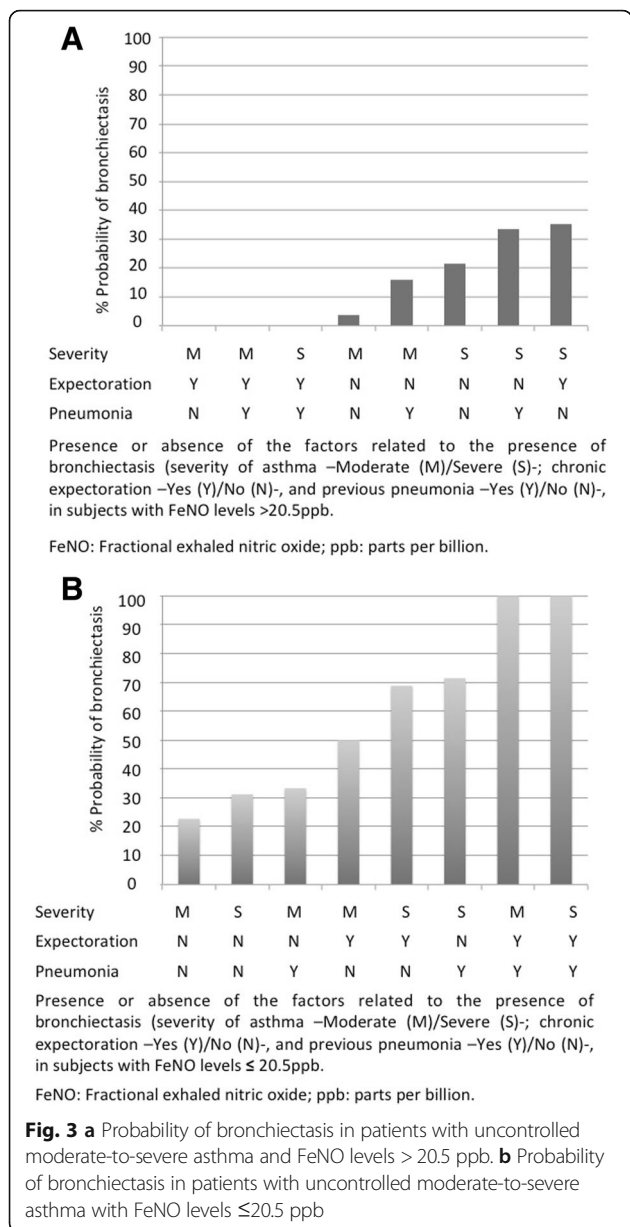 A
% Probability of bronchiectasis
100
90
80
70
60
50
40
30
20
10
0
Severity M M S M M S S S
Expectoration Y Y Y N N N N Y
Pneumonia N Y Y N Y N Y N
Presence or absence of the factors related to the presence of
bronchiectasis (severity of asthma –Moderate (M)/Severe (S)-; chronic
expectoration –Yes (Y)/No (N)-, and previous pneumonia –Yes (Y)/No (N)-,
in subjects with FeNO levels >20.5ppb.
FeNO: Fractional exhaled nitric oxide; ppb: parts per billion.
B
% Probability of bronchiectasis
100
90
80
70
60
50
40
30
20
10
0
Severity M S M M S S M S
Expectoration N N N Y Y N Y Y
Pneumonia N N Y N N Y Y Y
Presence or absence of the factors related to the presence of
bronchiectasis (severity of asthma –Moderate (M)/Severe (S)-; chronic
expectoration –Yes (Y)/No (N)-, and previous pneumonia –Yes (Y)/No (N)-,
in subjects with FeNO levels ≤ 20.5ppb.
FeNO: Fractional exhaled nitric oxide; ppb: parts per billion.
Fig. 3 a Probability of bronchiectasis in patients with uncontrolled
moderate-to-severe asthma and FeNO levels > 20.5 ppb. b Probability
of bronchiectasis in patients with uncontrolled moderate-to-severe
asthma with FeNO levels ≤20.5 ppb